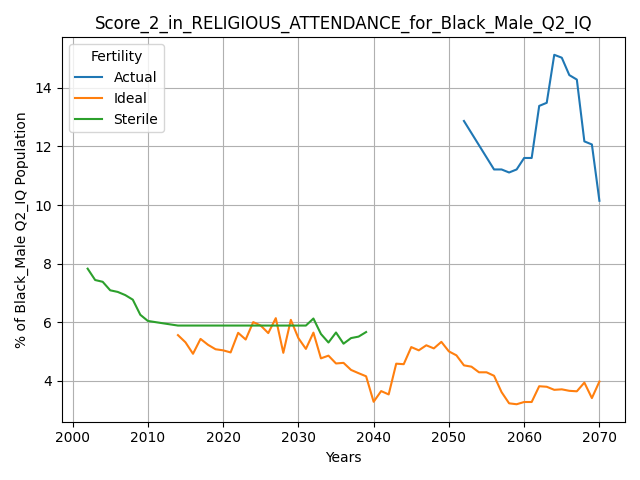 Score_2_in_RELIGIOUS_ATTENDANCE_for_Black_Male_Q2_IQ
Fertility
Actual
Ideal
Sterile
% of Black_Male Q2_IQ Population
14
12
10
8
6
4
2000 2010 2020 2030 2040 2050 2060 2070
Years